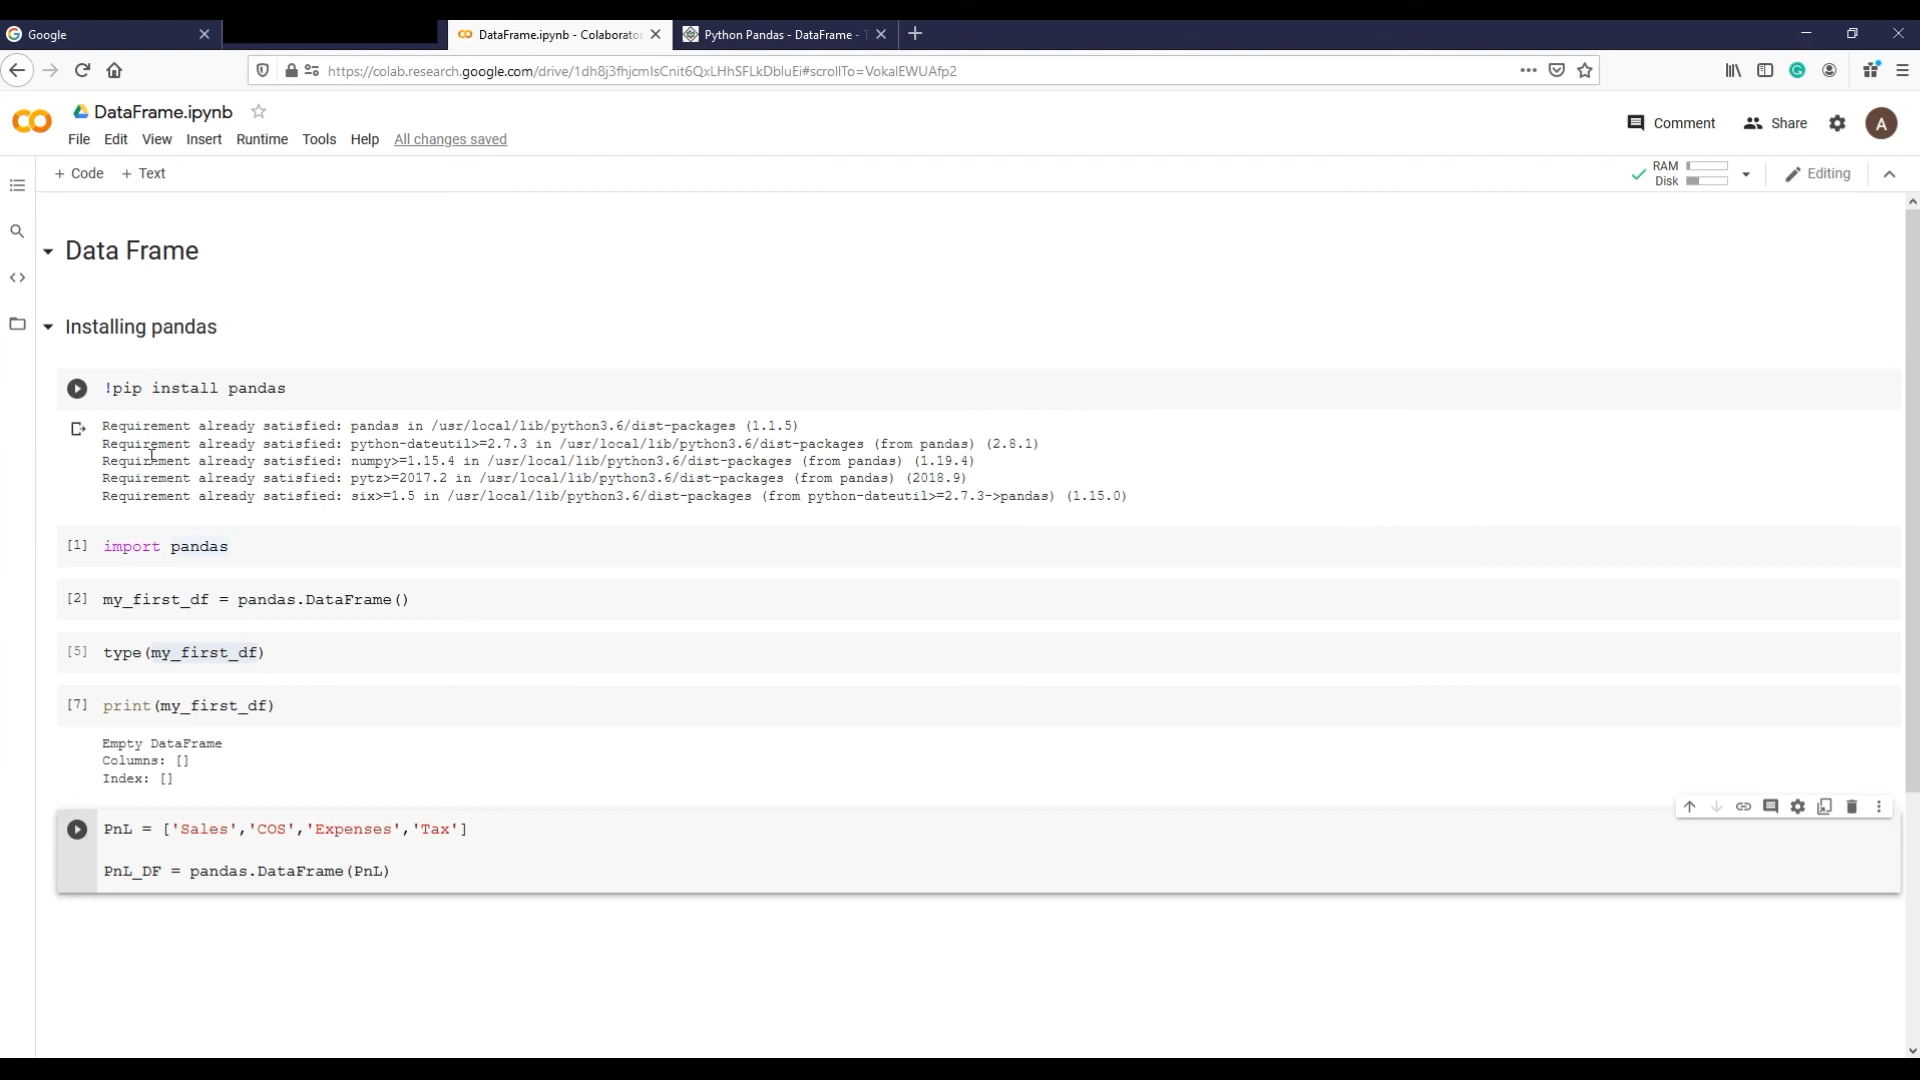 Google
DataFrame.ipynb - Colaborator
Python Pandas - DataFrame -
https://colab.research.google.com/drive/1dh8j3fhjcmIsCnit6QxLHhSFLkDbluEi#scrollTo=VokalEWUAfp2
DataFrame.ipynb
File Edit View Insert Runtime Tools Help All changes saved
Comment Share A
+ Code + Text
RAM
Disk
Editing
Data Frame
Installing pandas
!pip install pandas
Requirement already satisfied: pandas in /usr/local/lib/python3.6/dist-packages (1.1.5)
Requirement already satisfied: python-dateutil>=2.7.3 in /usr/local/lib/python3.6/dist-packages (from pandas) (2.8.1)
Requirement already satisfied: numpy>=1.15.4 in /usr/local/lib/python3.6/dist-packages (from pandas) (1.19.4)
Requirement already satisfied: pytz>=2017.2 in /usr/local/lib/python3.6/dist-packages (from pandas) (2018.9)
Requirement already satisfied: six>=1.5 in /usr/local/lib/python3.6/dist-packages (from python-dateutil>=2.7.3->pandas) (1.15.0)
[1] import pandas
[2] my_first_df = pandas.DataFrame()
[5] type(my_first_df)
[7] print(my_first_df)
Empty DataFrame
Columns: []
Index: []
PnL = ['Sales','COS','Expenses','Tax']
PnL_DF = pandas.DataFrame(PnL)